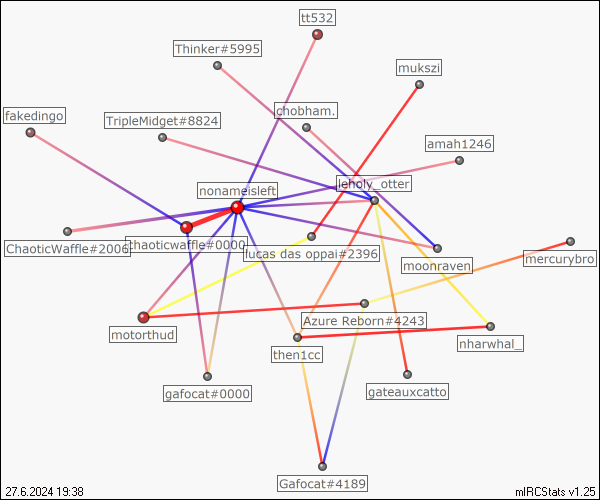 tt532
Thinker#5995
mukszi
chobham.
fakedingo
TripleMidget#8824
amah1246
leholy_otter
nonameisleft
ChaoticWaffle#2006
chaoticwaffle#0000
fucas das oppai#2396
moonraven
mercurybro
motorthud
Azure Reborn#4243
then1cc
nharwhal_
gafocat#0000
gateauxcatto
Gafocat#4189
27.6.2024 19:38
mIRCStats v1.25